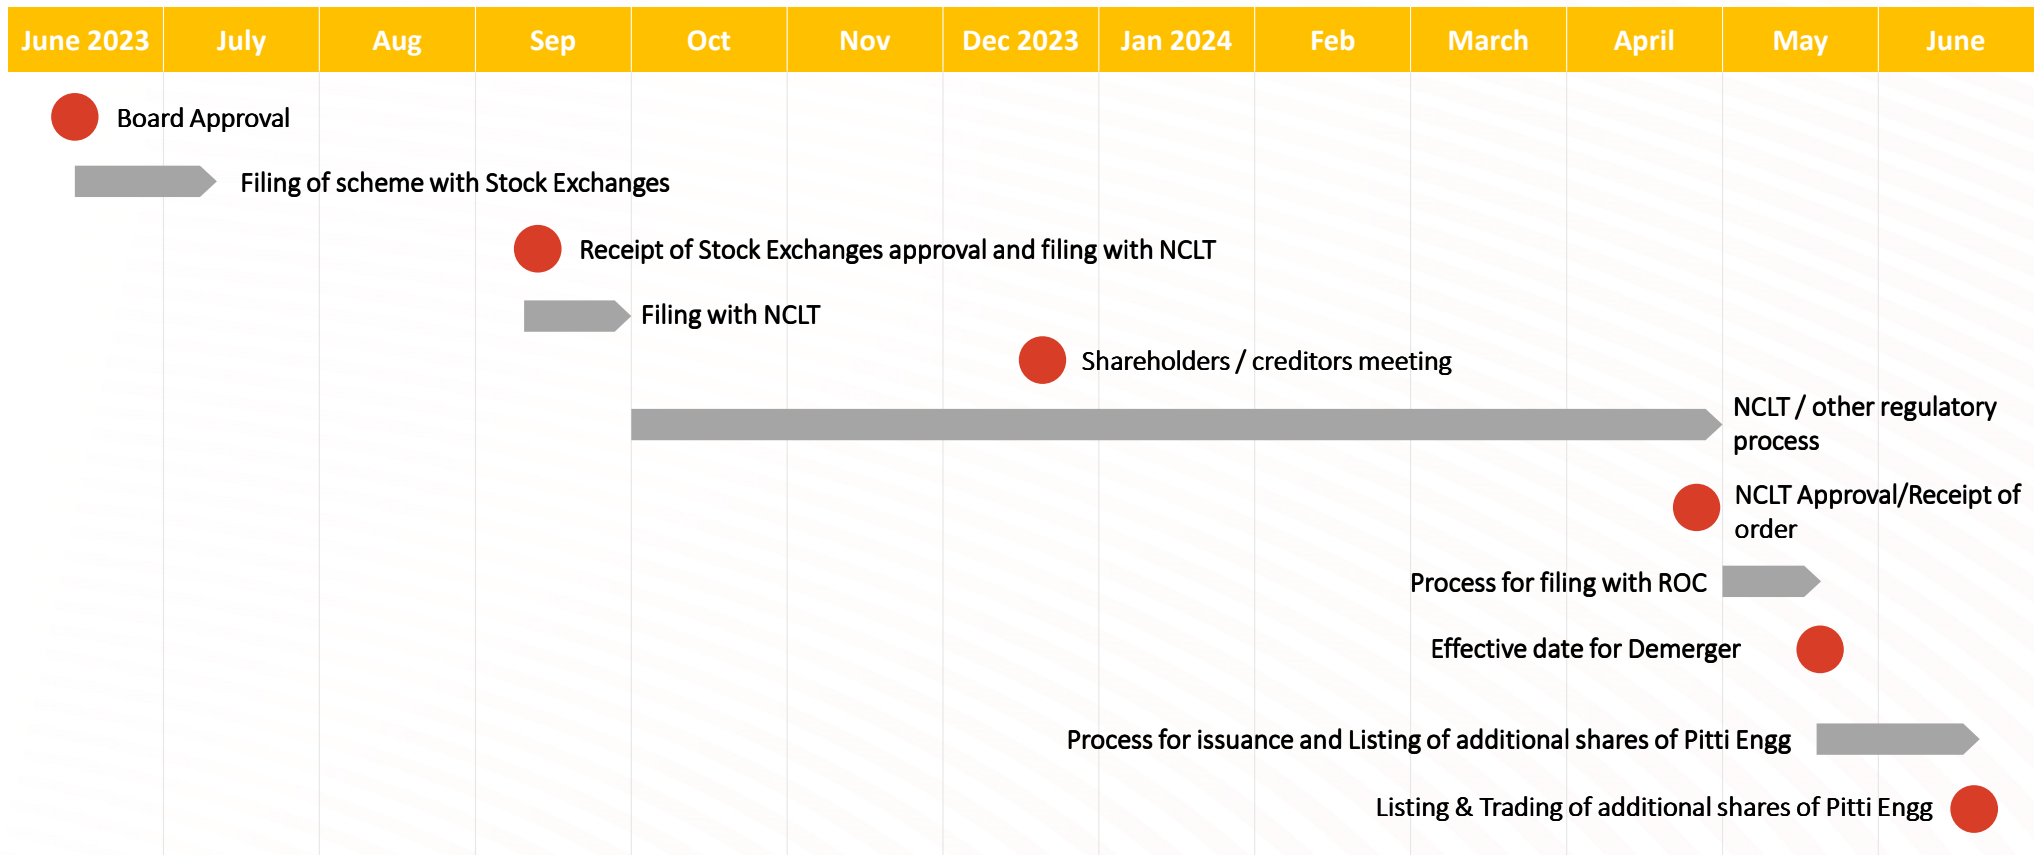 June 2023 July Aug Sep Oct Nov Dec 2023 Jan 2024 Feb March April May June
Board Approval
Filing of scheme with Stock Exchanges
Receipt of Stock Exchanges approval and filing with NCLT
Filing with NCLT
Shareholders / creditors meeting
NCLT / other regulatory
process
NCLT Approval/Receipt of
order
Process for filing with ROC
Effective date for Demerger
Process for issuance and Listing of additional shares of Pitti Engg
Listing & Trading of additional shares of Pitti Engg